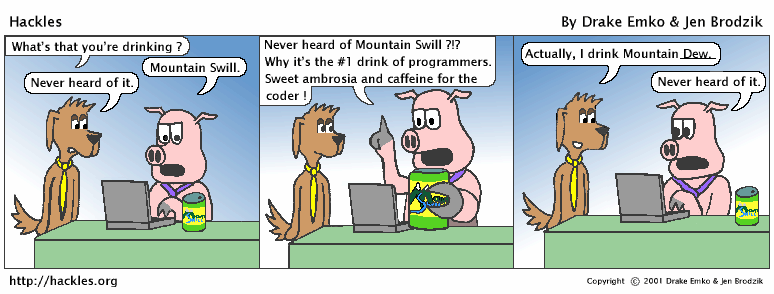 Hackles
By Drake Emko & Jen Brodzik
What's that you're drinking ?
Mountain Swill.
Never heard of it.
Never heard of Mountain Swill ?!?
Why it's the #1 drink of programmers.
Sweet ambrosia and caffeine for the
coder !
Actually, I drink Mountain Dew.
Never heard of it.
http://hackles.org
Copyright © 2001 Drake Emko & Jen Brodzik